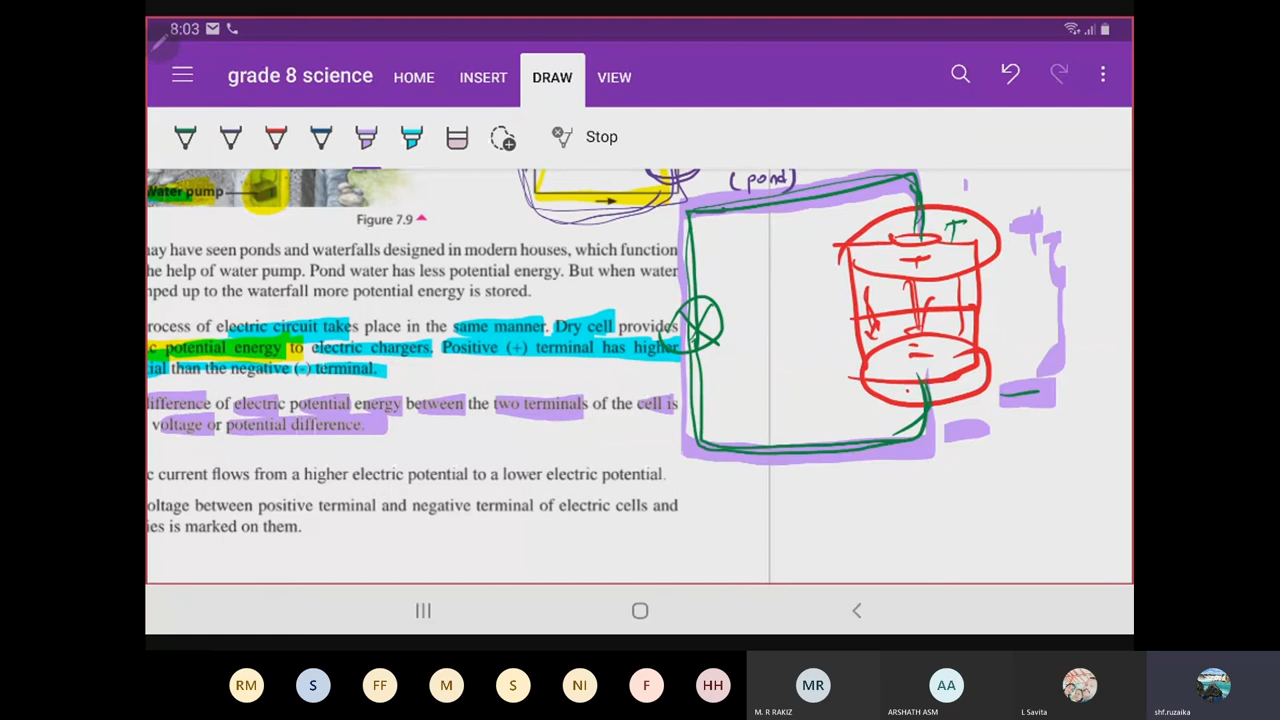 8:03
grade 8 science HOME INSERT DRAW VIEW
Stop
Water pump
(pond)
Figure 7.9
ay have seen ponds and waterfalls designed in modern houses, which function
he help of water pump. Pond water has less potential energy. But when water
ped up to the waterfall more potential energy is stored.
rocess of electric circuit takes place in the same manner. Dry cell provides
c potential energy to electric chargers. Positive (+) terminal has higher
ial than the negative (-) terminal.
ifference of electric potential energy between the two terminals of the cell is
voltage or potential difference.
c current flows from a higher electric potential to a lower electric potential.
oltage between positive terminal and negative terminal of electric cells and
ies is marked on them.
+
-
RM S FF M S NI F HH MR AA
M. R RAKIZ ARSHATH ASM L Savita shf.ruzaika